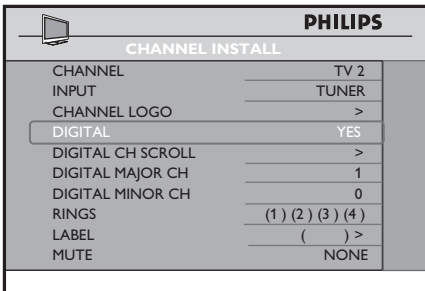 PHILIPS
CHANNEL INSTALL
CHANNEL TV 2
INPUT TUNER
CHANNEL LOGO >
DIGITAL YES
DIGITAL CH SCROLL >
DIGITAL MAJOR CH 1
DIGITAL MINOR CH 0
RINGS (1 ) (2 ) (3 ) (4 )
LABEL ( ) >
MUTE NONE